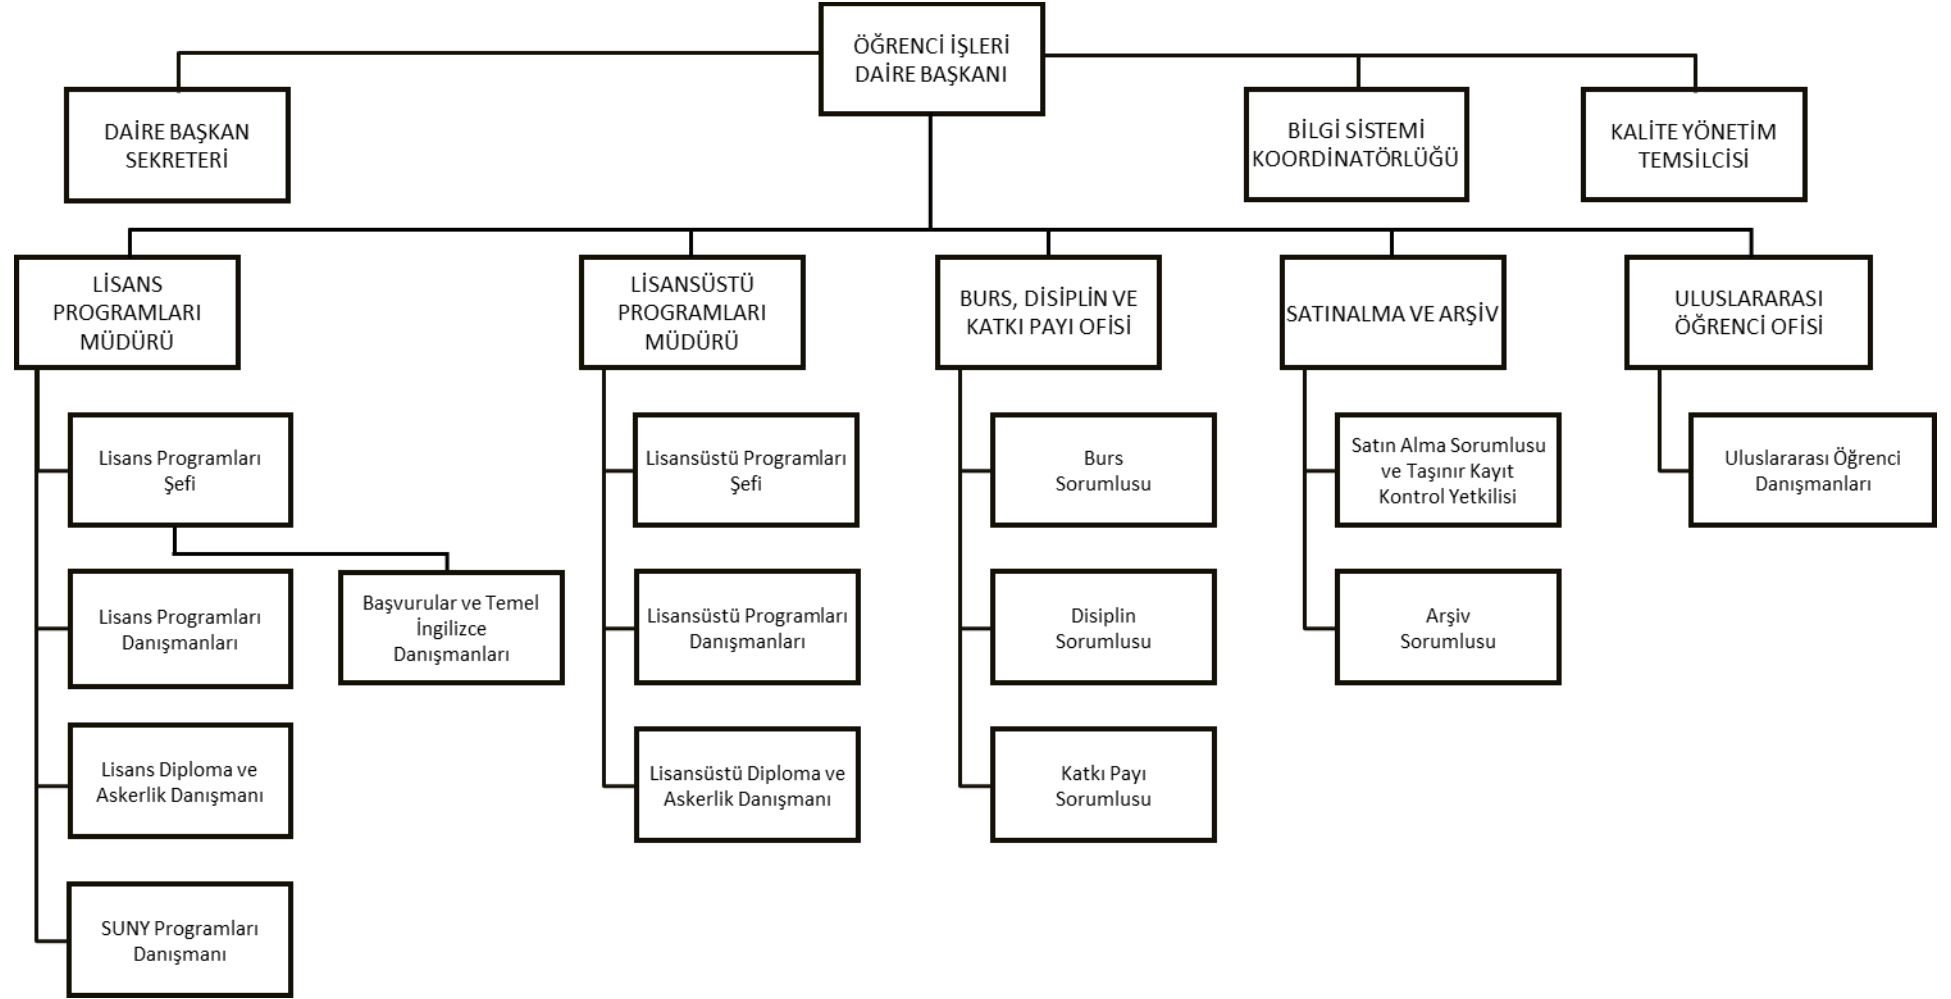 ÖĞRENCİ İŞLERİ
DAİRE BAŞKANI
DAİRE BAŞKAN
SEKRETERİ
BİLGİ SİSTEMİ
KOORDİNATÖRLÜĞÜ
KALİTE YÖNETİM
TEMSİLCİSİ
LİSANS
PROGRAMLARI
MÜDÜRÜ
LİSANSÜSTÜ
PROGRAMLARI
MÜDÜRÜ
BURS, DİSİPLİN VE
KATKI PAYI OFİSİ
SATINALMA VE ARŞİV
ULUSLARARASI
ÖĞRENCİ OFİSİ
Lisans Programları
Şefi
Lisansüstü Programları
Şefi
Burs
Sorumlusu
Satın Alma Sorumlusu
ve Taşınır Kayıt
Kontrol Yetkilisi
Uluslararası Öğrenci
Danışmanları
Lisans Programları
Danışmanları
Başvurular ve Temel
İngilizce
Danışmanları
Lisansüstü Programları
Danışmanları
Disiplin
Sorumlusu
Arşiv
Sorumlusu
Lisans Diploma ve
Askerlik Danışmanı
Lisansüstü Diploma ve
Askerlik Danışmanı
Katkı Payı
Sorumlusu
SUNY Programları
Danışmanı